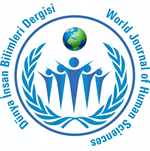 Dünya İnsan Bilimleri Dergisi
World Journal of Human Sciences